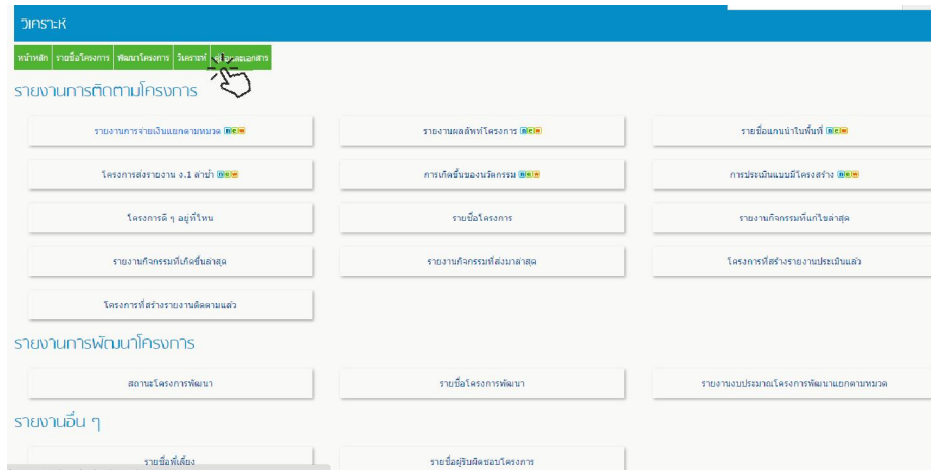 วิเคราะห์
หน้าหลัก รายชื่อโครงการ พัฒนาโครงการ วิเคราะห์
รายงานการติดตามโครงการ
รายงานการจ่ายเงินแยกตามหมวด new รายงานผลลัพท์โครงการ new รายชื่อแกนนำในพื้นที่ new
โครงการส่งรายงาน ง.1 ล่าช้า new การเกิดขึ้นของนวัตกรรม new การประเมินแบบมีโครงสร้าง new
โครงการดี ๆ อยู่ที่ไหน รายชื่อโครงการ รายงานกิจกรรมที่แก้ไขล่าสุด
รายงานกิจกรรมที่เกิดขึ้นล่าสุด รายงานกิจกรรมที่ส่งมาล่าสุด โครงการที่สร้างรายงานประเมินแล้ว
โครงการที่สร้างรายงานติดตามแล้ว
รายงานการพัฒนาโครงการ
สถานะโครงการพัฒนา รายชื่อโครงการพัฒนา รายงานงบประมาณโครงการพัฒนาแยกตามหมวด
รายงานอื่น ๆ
รายชื่อพี่เลี้ยง รายชื่อผู้รับผิดชอบโครงการ